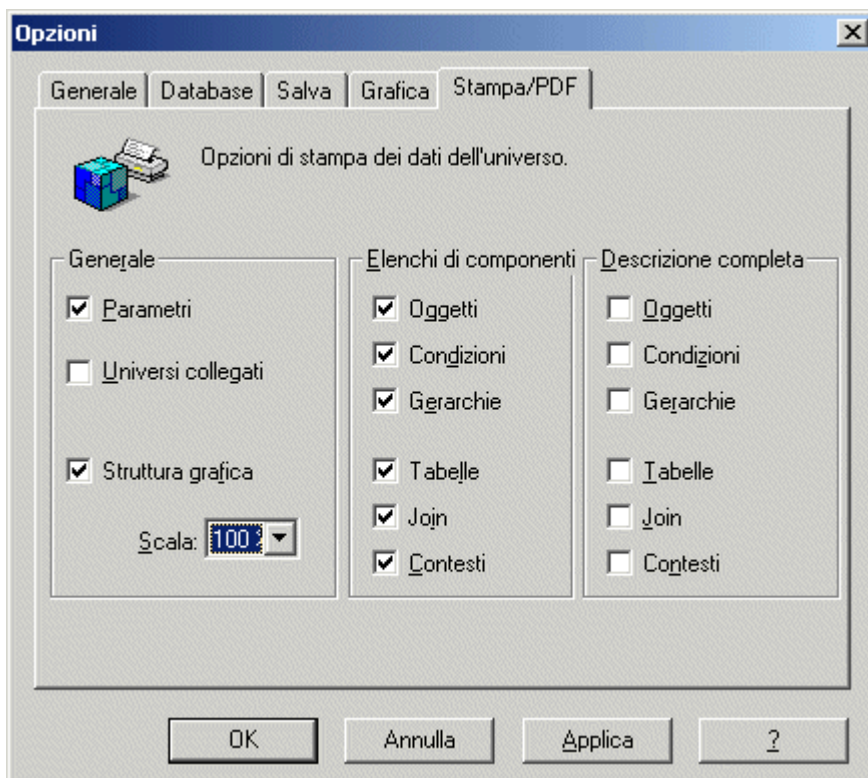 Opzioni
Generale Database Salva Grafica Stampa/PDF
Opzioni di stampa dei dati dell'universo.
Generale
Parametri
Universi collegati
Struttura grafica
Scala: 100
Elenchi di componenti
Oggetti
Condizioni
Gerarchie
Tabelle
Join
Contesti
Descrizione completa
Oggetti
Condizioni
Gerarchie
Tabelle
Join
Contesti
OK Annulla Applica ?